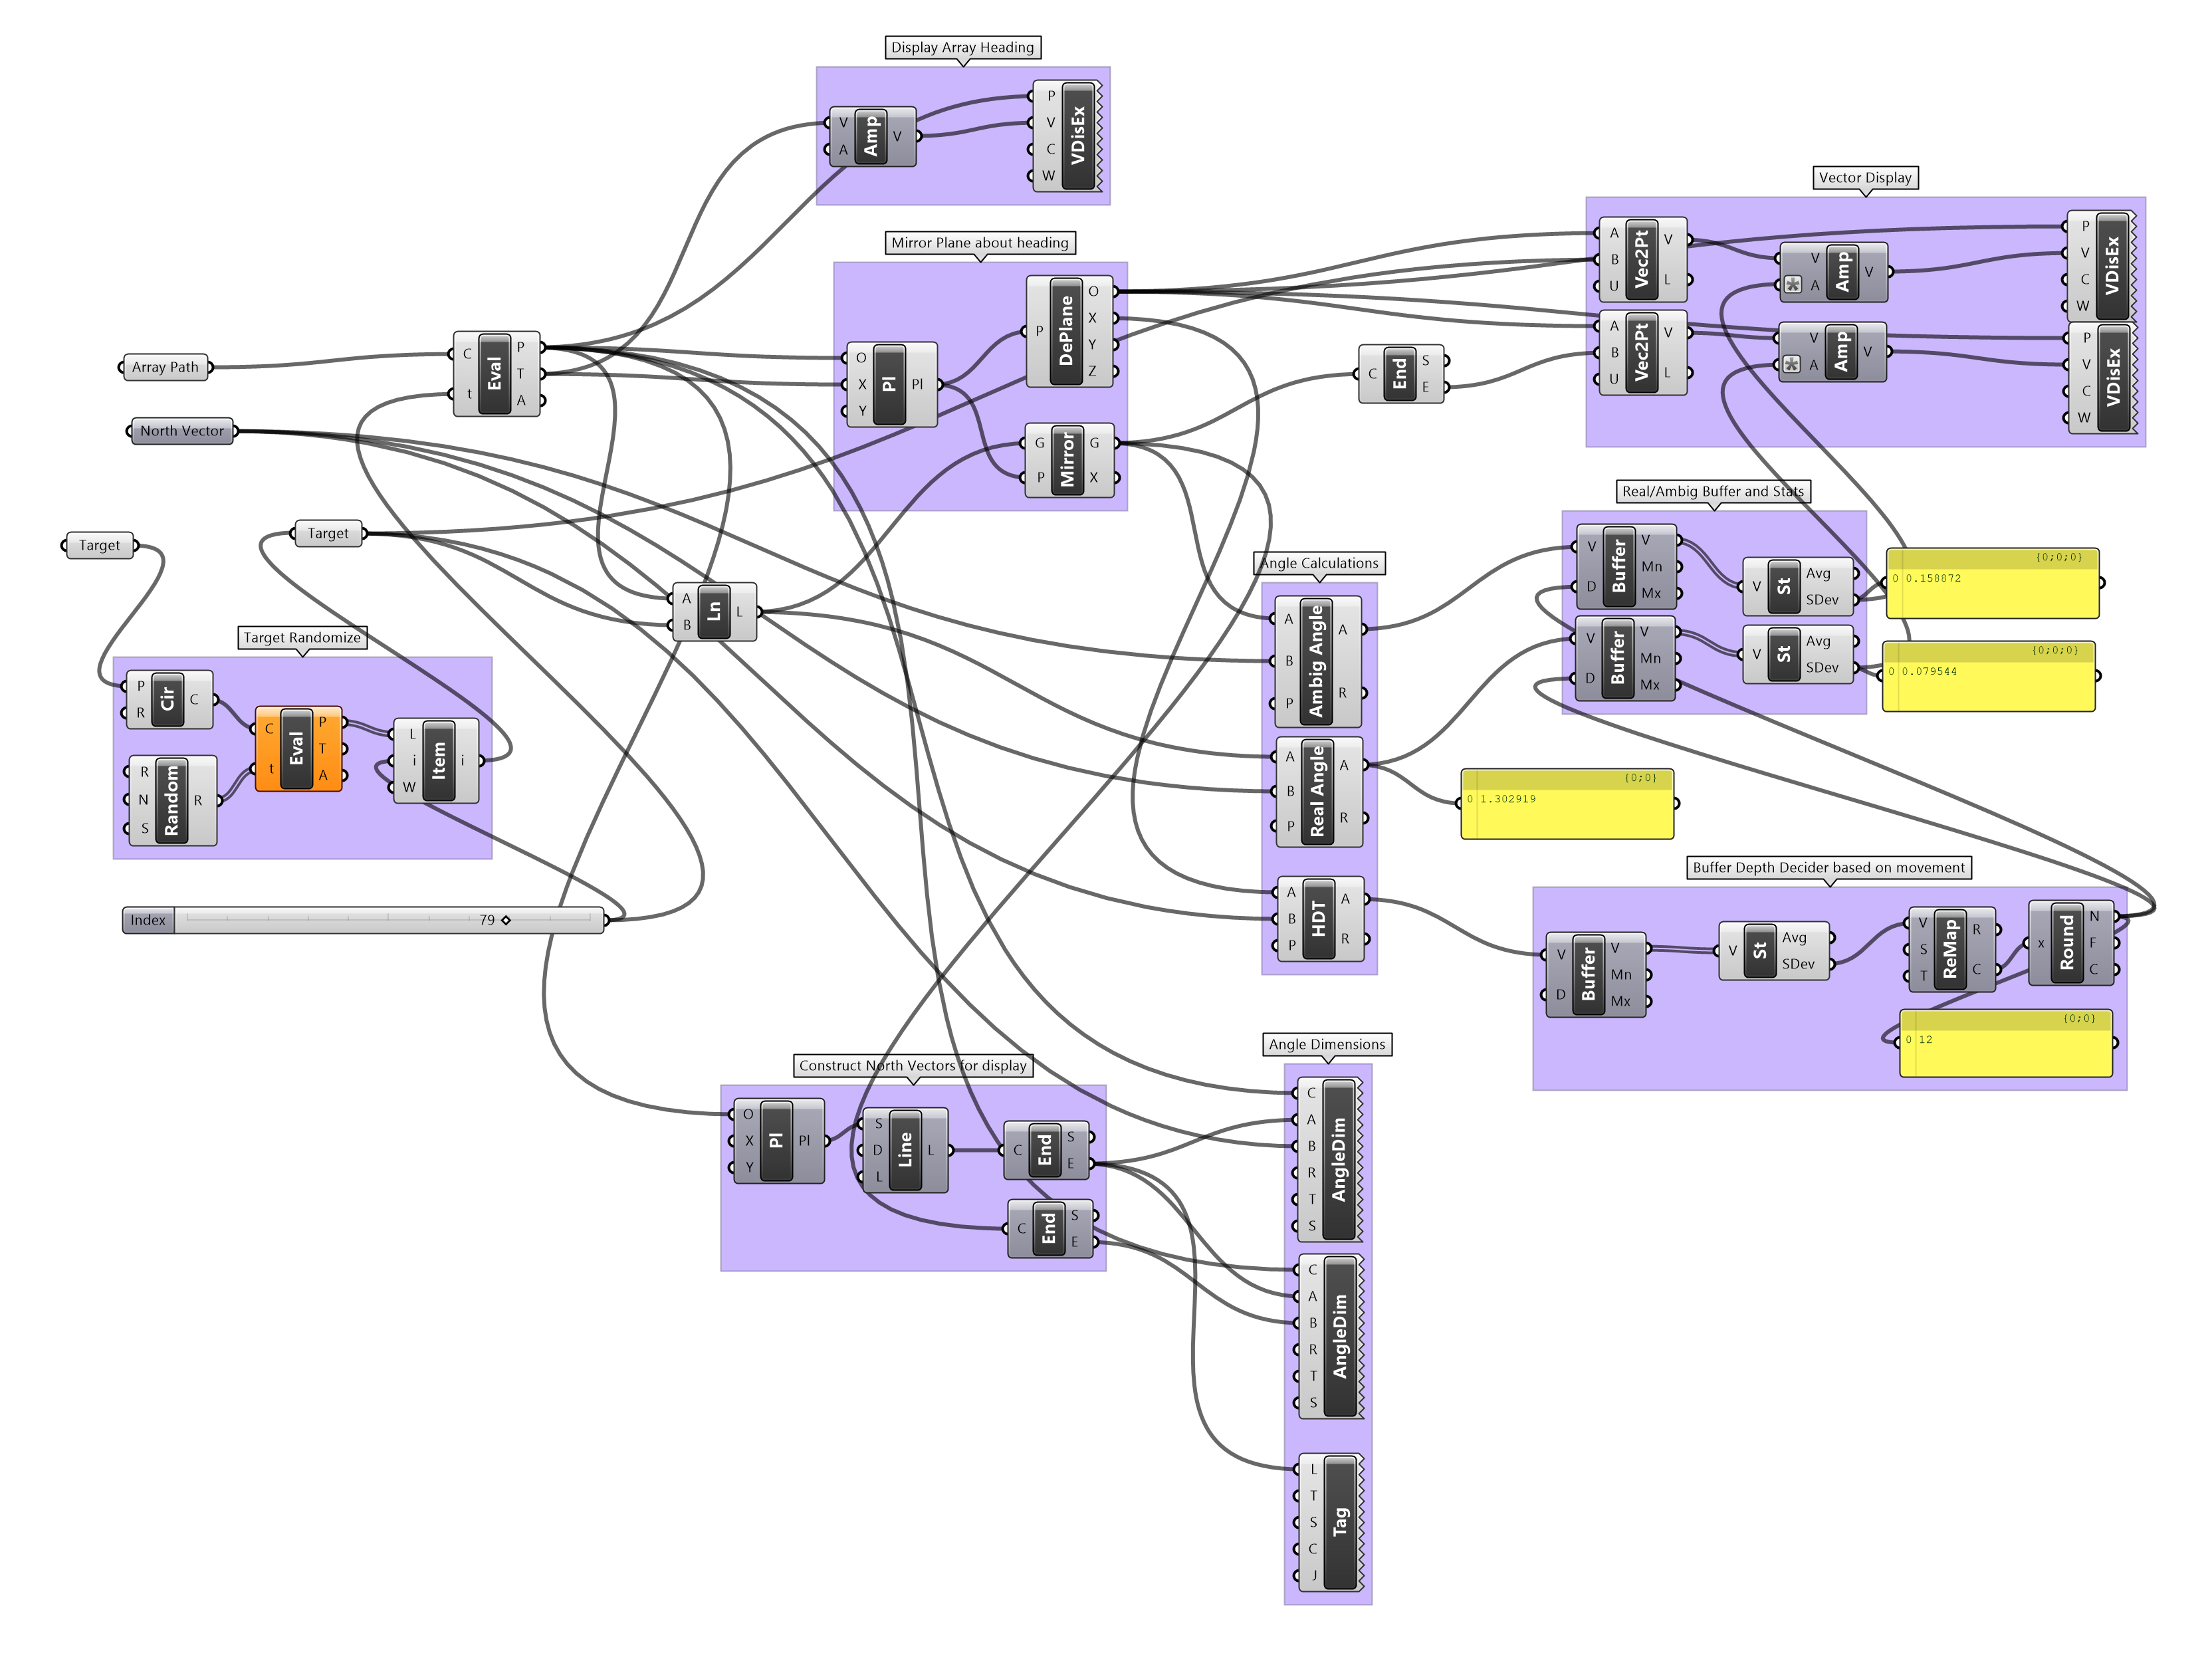 Display Array Heading
V
A
Amp
V
P
V
C
W
VDisEx
Mirror Plane about heading
O
X
Y
Pl
Pl
P
DePlane
O
X
Y
Z
G
P
Mirror
G
X
Vector Display
A
B
U
Vec2Pt
V
L
A
B
U
Vec2Pt
V
L
V
A
Amp
V
V
A
Amp
V
P
V
C
W
VDisEx
P
V
C
W
VDisEx
C
End
S
E
Array Path
North Vector
C
t
Eval
P
T
A
Target
Target
A
B
Ln
L
Target Randomize
P
R
Cir
C
R
N
S
Random
R
C
t
Eval
P
T
A
L
i
W
Item
i
Index
79
Angle Calculations
A
B
P
Ambig Angle
A
R
A
B
P
Real Angle
A
R
A
B
P
HDT
A
R
Real/Ambig Buffer and Stats
V
D
Buffer
V
Mn
Mx
V
D
Buffer
V
Mn
Mx
V
St
Avg
SDev
V
St
Avg
SDev
{0;0;0}
0 0.158872
{0;0;0}
0 0.079544
{0;0}
0 1.302919
Buffer Depth Decider based on movement
V
D
Buffer
V
Mn
Mx
V
St
Avg
SDev
V
S
T
ReMap
R
C
x
Round
N
F
C
{0;0}
0 12
Construct North Vectors for display
O
X
Y
Pl
Pl
S
D
L
Line
L
C
End
S
E
C
End
S
E
Angle Dimensions
C
A
B
R
T
S
AngleDim
C
A
B
R
T
S
AngleDim
L
T
S
C
J
Tag